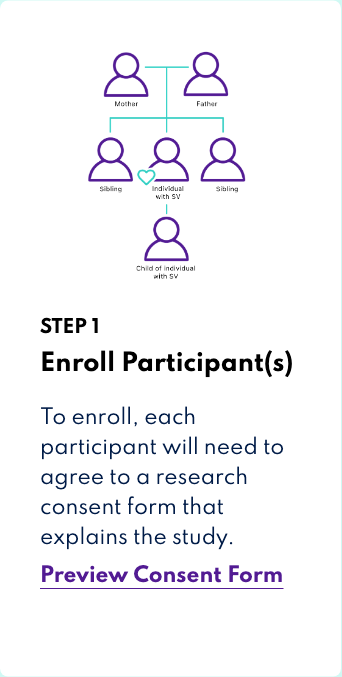 Mother
Father
Sibling
Individual
with SV
Sibling
Child of individual
with SV
STEP 1
Enroll Participant(s)
To enroll, each
participant will need to
agree to a research
consent form that
explains the study.
Preview Consent Form